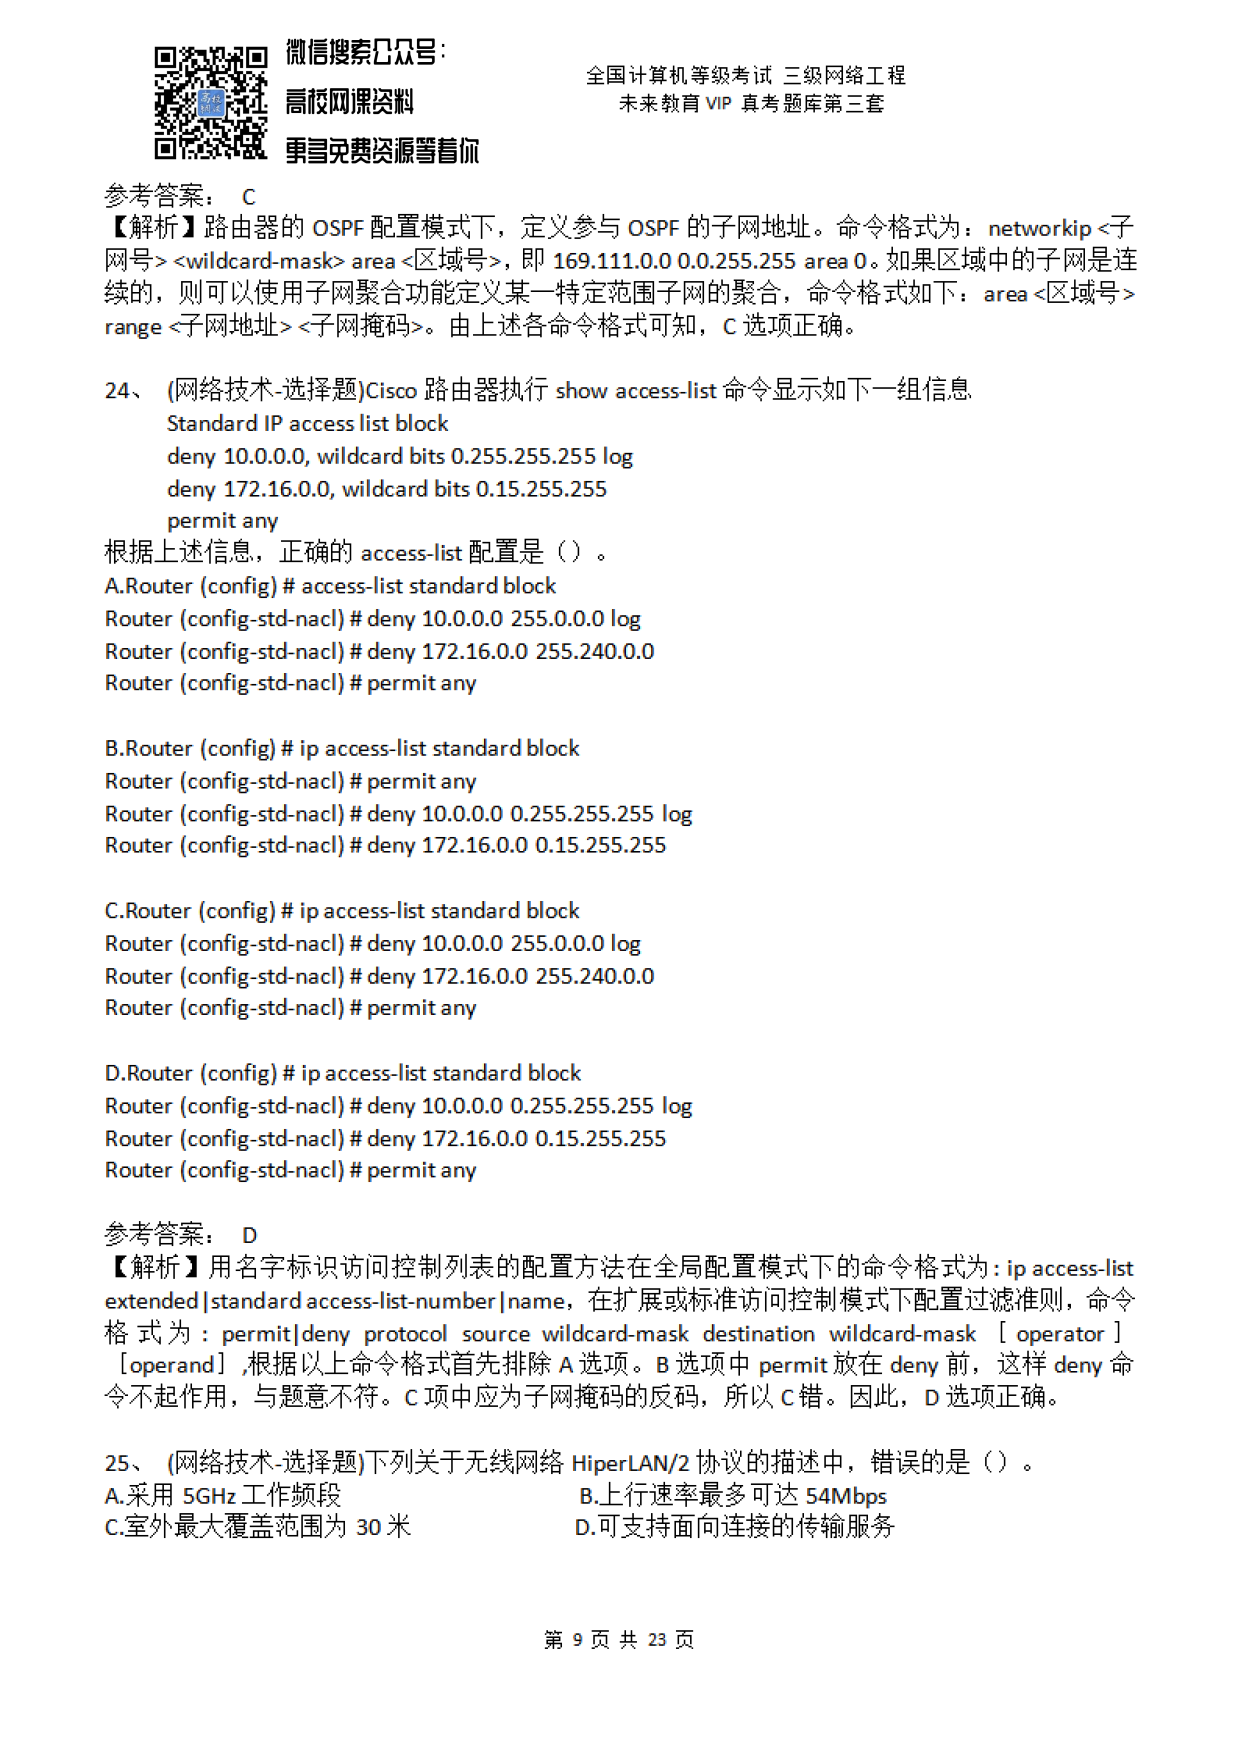 微信搜索公众号：
高校网课资料
更多免费资源等着你
全国计算机等级考试 三级网络工程
未来教育 VIP 真考题库第三套
参考答案： C
【解析】路由器的 OSPF 配置模式下，定义参与 OSPF 的子网地址。命令格式为：networkip <子
网号> <wildcard-mask> area <区域号>，即 169.111.0.0 0.0.255.255 area 0。如果区域中的子网是连
续的，则可以使用子网聚合功能定义某一特定范围子网的聚合，命令格式如下：area <区域号>
range <子网地址> <子网掩码>。由上述各命令格式可知，C 选项正确。
24、 (网络技术-选择题)Cisco 路由器执行 show access-list 命令显示如下一组信息
Standard IP access list block
deny 10.0.0.0, wildcard bits 0.255.255.255 log
deny 172.16.0.0, wildcard bits 0.15.255.255
permit any
根据上述信息，正确的 access-list 配置是（）。
A.Router (config) # access-list standard block
Router (config-std-nacl) # deny 10.0.0.0 255.0.0.0 log
Router (config-std-nacl) # deny 172.16.0.0 255.240.0.0
Router (config-std-nacl) # permit any
B.Router (config) # ip access-list standard block
Router (config-std-nacl) # permit any
Router (config-std-nacl) # deny 10.0.0.0 0.255.255.255 log
Router (config-std-nacl) # deny 172.16.0.0 0.15.255.255
C.Router (config) # ip access-list standard block
Router (config-std-nacl) # deny 10.0.0.0 255.0.0.0 log
Router (config-std-nacl) # deny 172.16.0.0 255.240.0.0
Router (config-std-nacl) # permit any
D.Router (config) # ip access-list standard block
Router (config-std-nacl) # deny 10.0.0.0 0.255.255.255 log
Router (config-std-nacl) # deny 172.16.0.0 0.15.255.255
Router (config-std-nacl) # permit any
参考答案： D
【解析】用名字标识访问控制列表的配置方法在全局配置模式下的命令格式为：ip access-list
extended|standard access-list-number|name，在扩展或标准访问控制模式下配置过滤准则，命令
格式为：permit|deny protocol source wildcard-mask destination wildcard-mask ［operator］
［operand］,根据以上命令格式首先排除 A 选项。B 选项中 permit 放在 deny 前，这样 deny 命
令不起作用，与题意不符。C 项中应为子网掩码的反码，所以 C 错。因此，D 选项正确。
25、 (网络技术-选择题)下列关于无线网络 HiperLAN/2 协议的描述中，错误的是（）。
A.采用 5GHz 工作频段 B.上行速率最多可达 54Mbps
C.室外最大覆盖范围为 30 米 D.可支持面向连接的传输服务
第 9 页 共 23 页